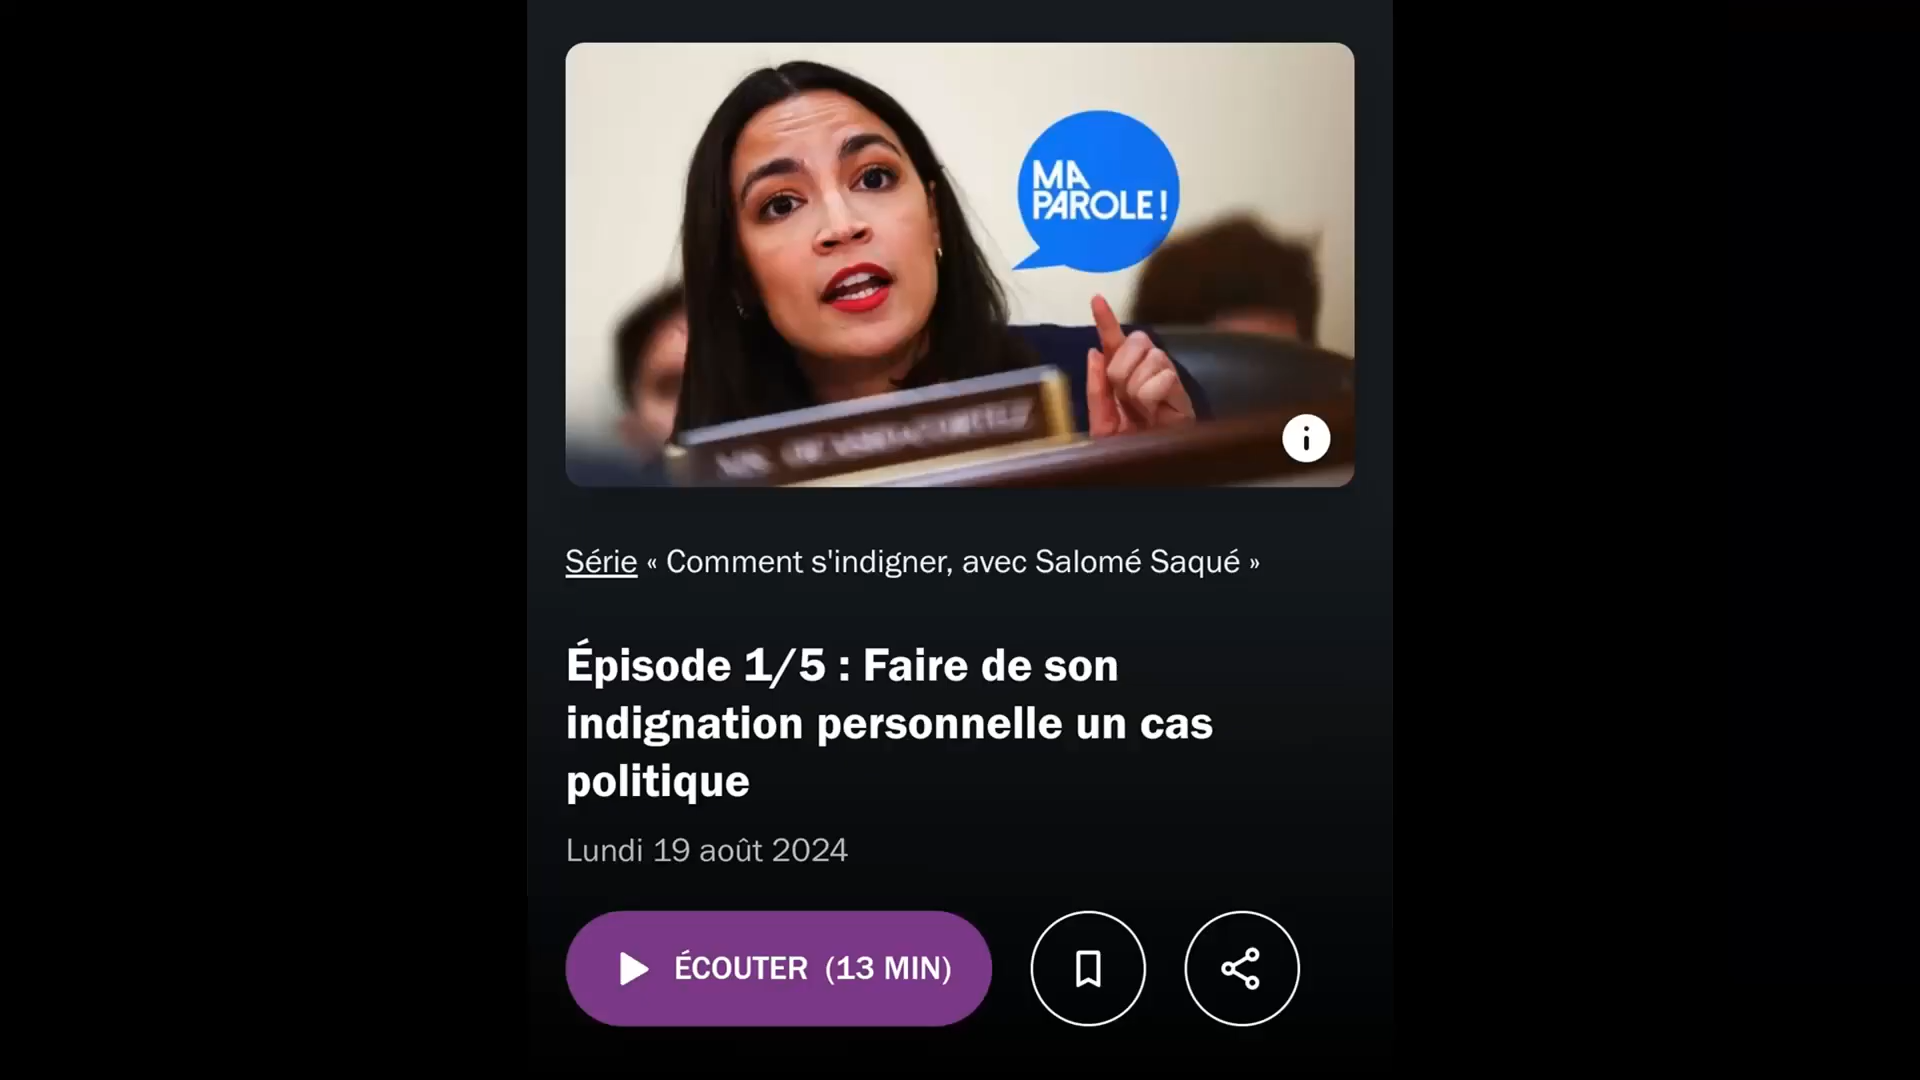 MA
PAROLE !
Série « Comment s'indigner, avec Salomé Saqué »
Épisode 1/5 : Faire de son
indignation personnelle un cas
politique
Lundi 19 août 2024
ÉCOUTER (13 MIN)